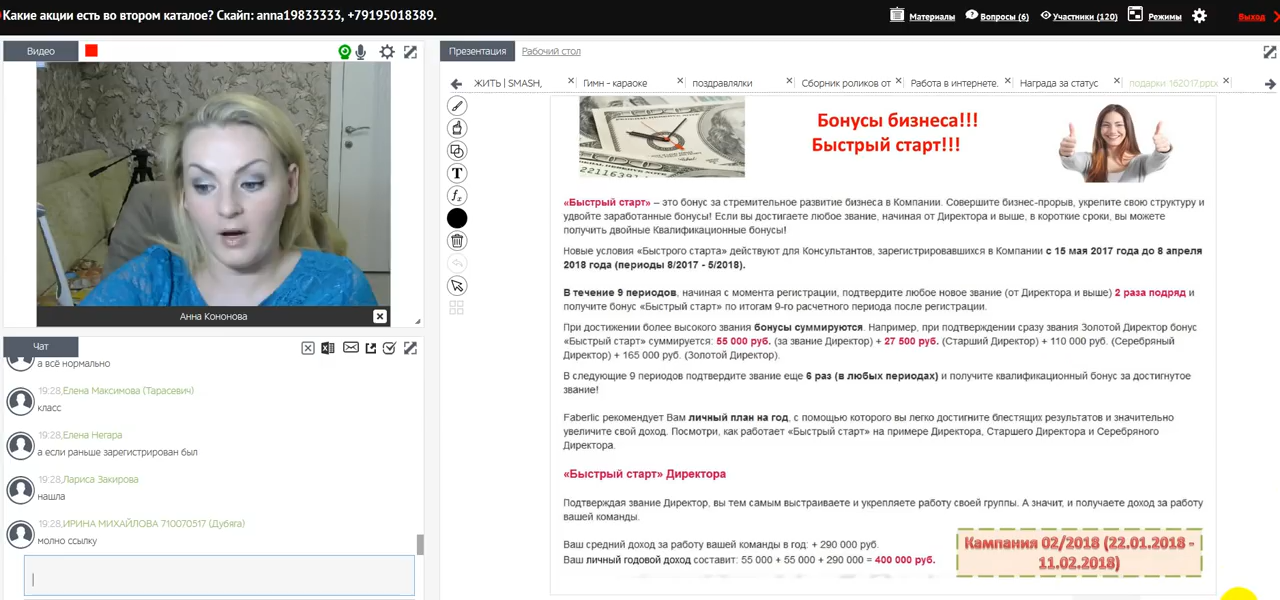 Какие акции есть во втором каталое? Скайп: anna19833333, +79195018389.
Материалы
Вопросы (6)
Участники (120)
Режимы
Выход
Видео
Анна Кононова
Чат
а всё нормально
19:28,Елена Максимова (Тарасевич)
класс
19:28,Елена Негара
а если раньше зарегистрирован был
19:28,Лариса Закирова
нашла
19:28,ИРИНА МИХАЙЛОВА 710070517 (Дубяга)
молно ссылку
Презентация
Рабочий стол
ЖИТЬ | SMASH,
Гимн - караоке
поздравлялки
Сборник роликов от
Работа в интернете.
Награда за статус
подарки 162017.pptx
Бонусы бизнеса!!!
Быстрый старт!!!
«Быстрый старт» – это бонус за стремительное развитие бизнеса в Компании. Совершите бизнес-прорыв, укрепите свою структуру и
удвойте заработанные бонусы! Если вы достигаете любое звание, начиная от Директора и выше, в короткие сроки, вы можете
получить двойные Квалификационные бонусы!
Новые условия «Быстрого старта» действуют для Консультантов, зарегистрировавшихся в Компании с 15 мая 2017 года до 8 апреля
2018 года (периоды 8/2017 - 5/2018).
В течение 9 периодов, начиная с момента регистрации, подтвердите любое новое звание (от Директора и выше) 2 раза подряд и
получите бонус «Быстрый старт» по итогам 9-го расчетного периода после регистрации.
При достижении более высокого звания бонусы суммируются. Например, при подтверждении сразу звания Золотой Директор бонус
«Быстрый старт» суммируется: 55 000 руб. (за звание Директор) + 27 500 руб. (Старший Директор) + 110 000 руб. (Серебряный
Директор) + 165 000 руб. (Золотой Директор).
В следующие 9 периодов подтвердите звание еще 6 раз (в любых периодах) и получите квалификационный бонус за достигнутое
звание!
Faberlic рекомендует Вам личный план на год, с помощью которого вы легко достигните блестящих результатов и значительно
увеличите свой доход. Посмотри, как работает «Быстрый старт» на примере Директора, Старшего Директора и Серебряного
Директора.
«Быстрый старт» Директора
Подтверждая звание Директор, вы тем самым выстраиваете и укрепляете работу своей группы. А значит, и получаете доход за работу
вашей команды.
Ваш средний доход за работу вашей команды в год: + 290 000 руб.
Ваш личный годовой доход составит: 55 000 + 55 000 + 290 000 = 400 000 руб.
Кампания 02/2018 (22.01.2018 -
11.02.2018)